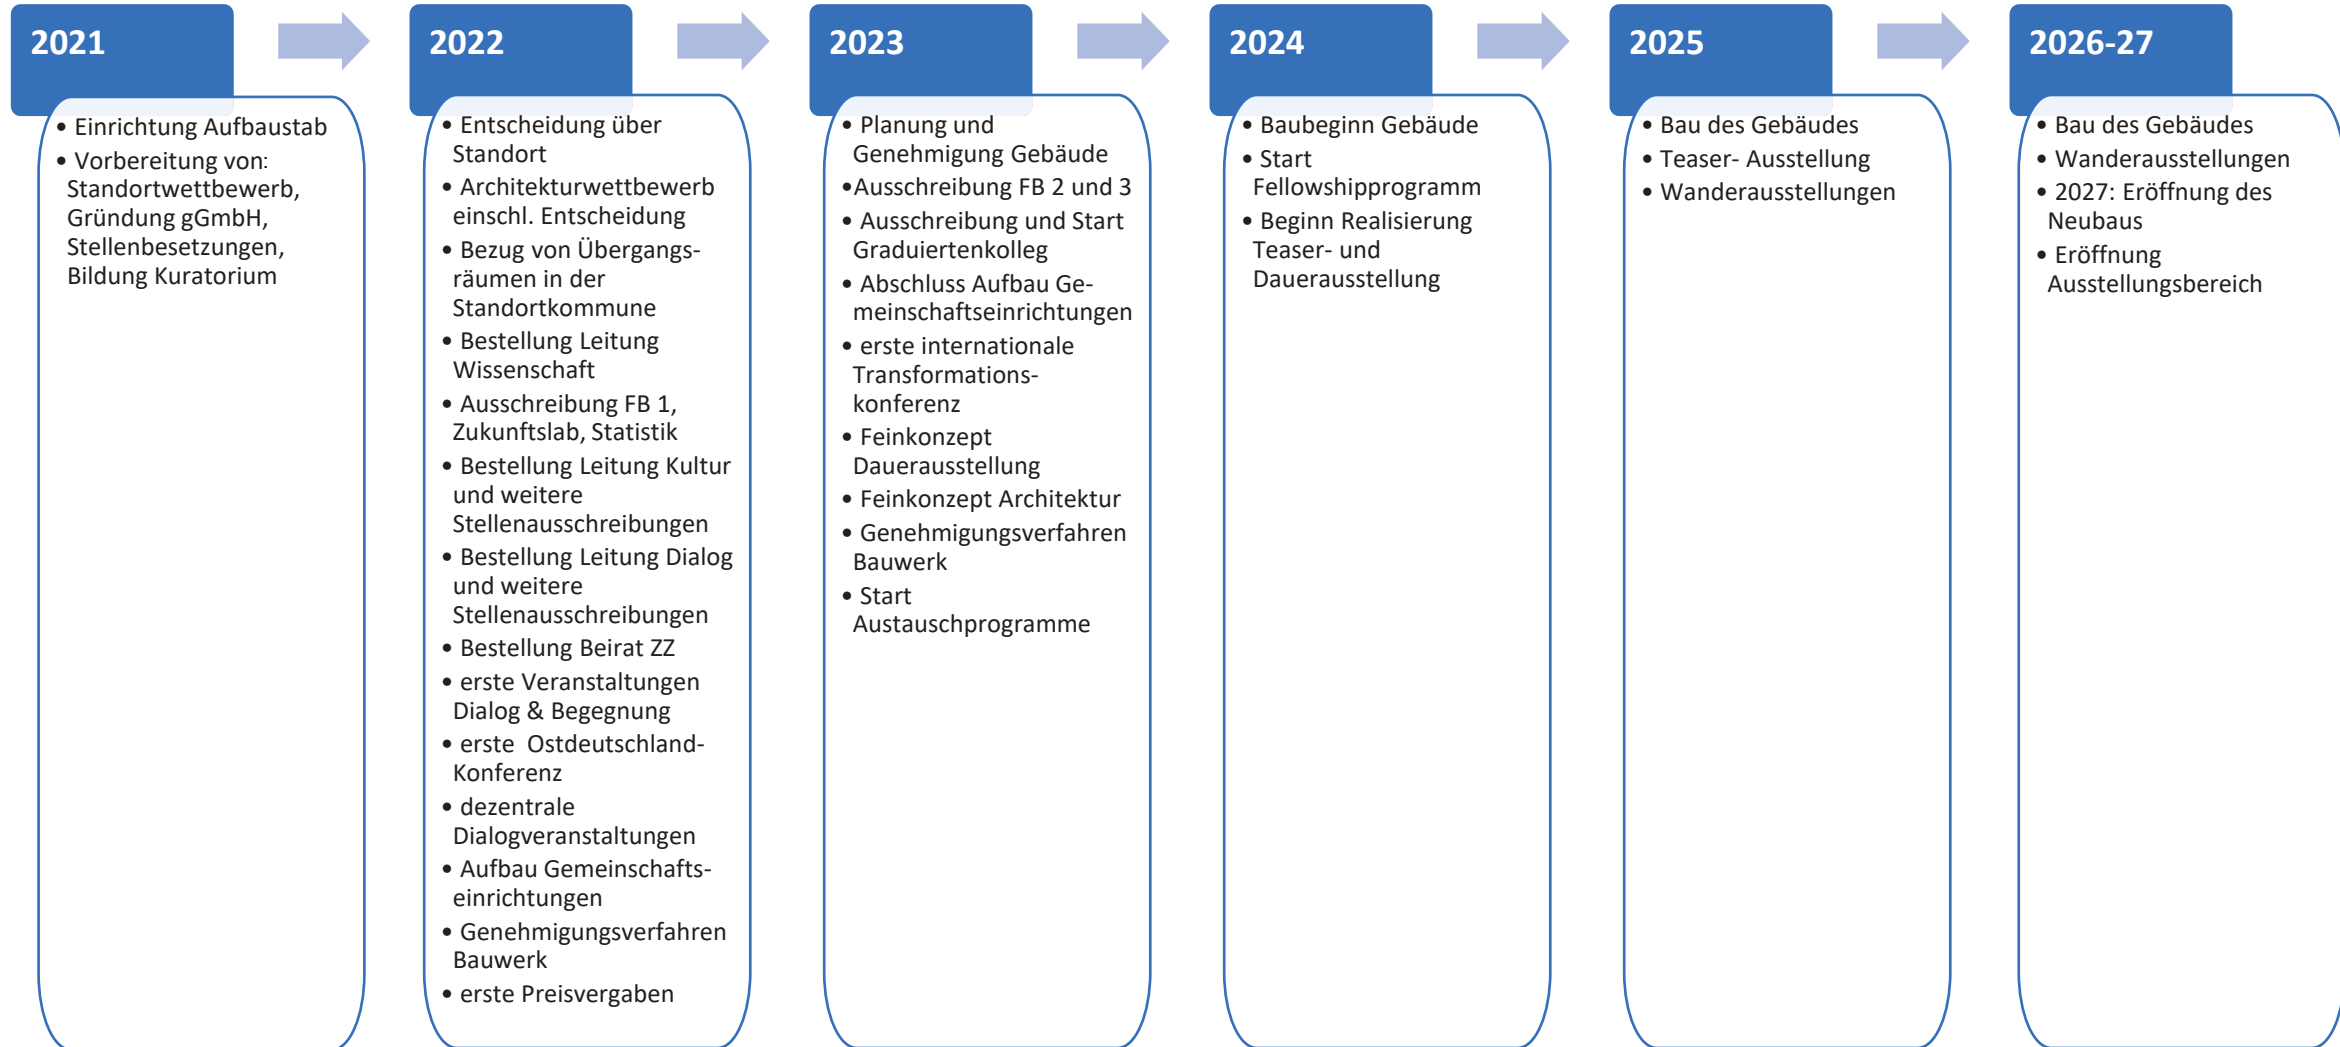 2021
• Einrichtung Aufbaustab
• Vorbereitung von:
Standortwettbewerb,
Gründung gGmbH,
Stellenbesetzungen,
Bildung Kuratorium
2022
• Entscheidung über
Standort
• Architekturwettbewerb
einschl. Entscheidung
• Bezug von Übergangs-
räumen in der
Standortkommune
• Bestellung Leitung
Wissenschaft
• Ausschreibung FB 1,
Zukunftslab, Statistik
• Bestellung Leitung Kultur
und weitere
Stellenausschreibungen
• Bestellung Leitung Dialog
und weitere
Stellenausschreibungen
• Bestellung Beirat ZZ
• erste Veranstaltungen
Dialog & Begegnung
• erste  Ostdeutschland-
Konferenz
• dezentrale
Dialogveranstaltungen
• Aufbau Gemeinschafts-
einrichtungen
• Genehmigungsverfahren
Bauwerk
• erste Preisvergaben
2023
• Planung und
Genehmigung Gebäude
•Ausschreibung FB 2 und 3
• Ausschreibung und Start
Graduiertenkolleg
• Abschluss Aufbau Ge-
meinschaftseinrichtungen
• erste internationale
Transformations-
konferenz
• Feinkonzept
Dauerausstellung
• Feinkonzept Architektur
• Genehmigungsverfahren
Bauwerk
• Start
Austauschprogramme
2024
• Baubeginn Gebäude
• Start
Fellowshipprogramm
• Beginn Realisierung
Teaser- und
Dauerausstellung
2025
• Bau des Gebäudes
• Teaser- Ausstellung
• Wanderausstellungen
2026-27
• Bau des Gebäudes
• Wanderausstellungen
• 2027: Eröffnung des
Neubaus
• Eröffnung
Ausstellungsbereich